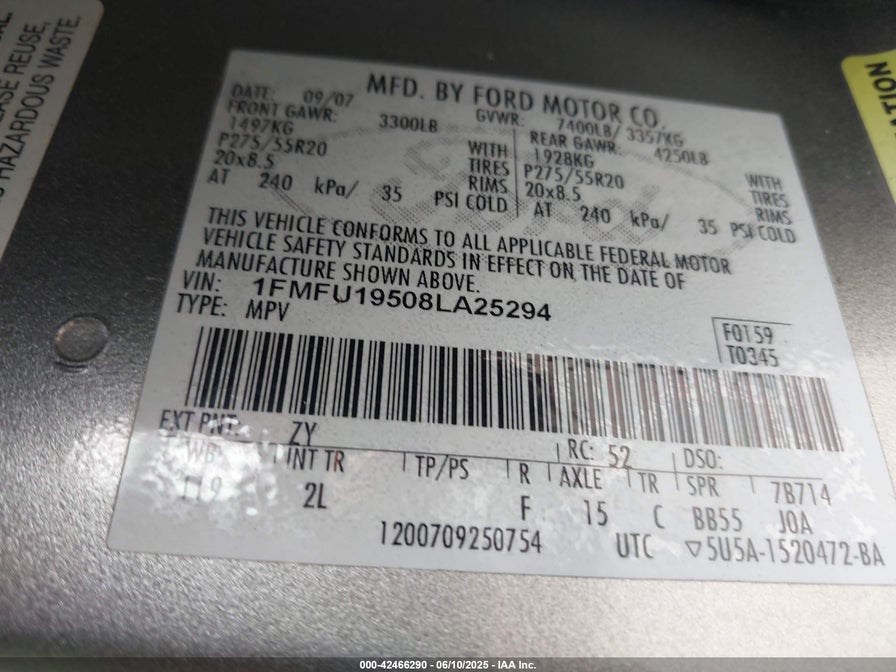 EASE REUSE,
HAZARDOUS WASTE.
MFD. BY FORD MOTOR CO.
DATE: 09/07 GVWR: 7400LB/ 3357KG
FRONT GAWR: 3300LB REAR GAWR: 4250LB
1497KG WITH 1928KG WITH
P275/55R20 TIRES P275/55R20 TIRES
20x8.5 RIMS 20x8.5 RIMS
AT 240 kPa/ 35 PSI COLD AT 240 kPa/ 35 PSI COLD
THIS VEHICLE CONFORMS TO ALL APPLICABLE FEDERAL MOTOR
VEHICLE SAFETY STANDARDS IN EFFECT ON THE DATE OF
MANUFACTURE SHOWN ABOVE.
VIN: 1FMFU19508LA25294
TYPE: MPV
F0T59
T0345
EXT PNT: ZY RC: 52 DSO:
WB INT TR TP/PS R AXLE TR SPR 7B714
119 2L F 15 C BB55 JOA
1200709250754 UTC ▽5U5A-1520472-BA
000-42466290 - 06/10/2025 - IAA Inc.